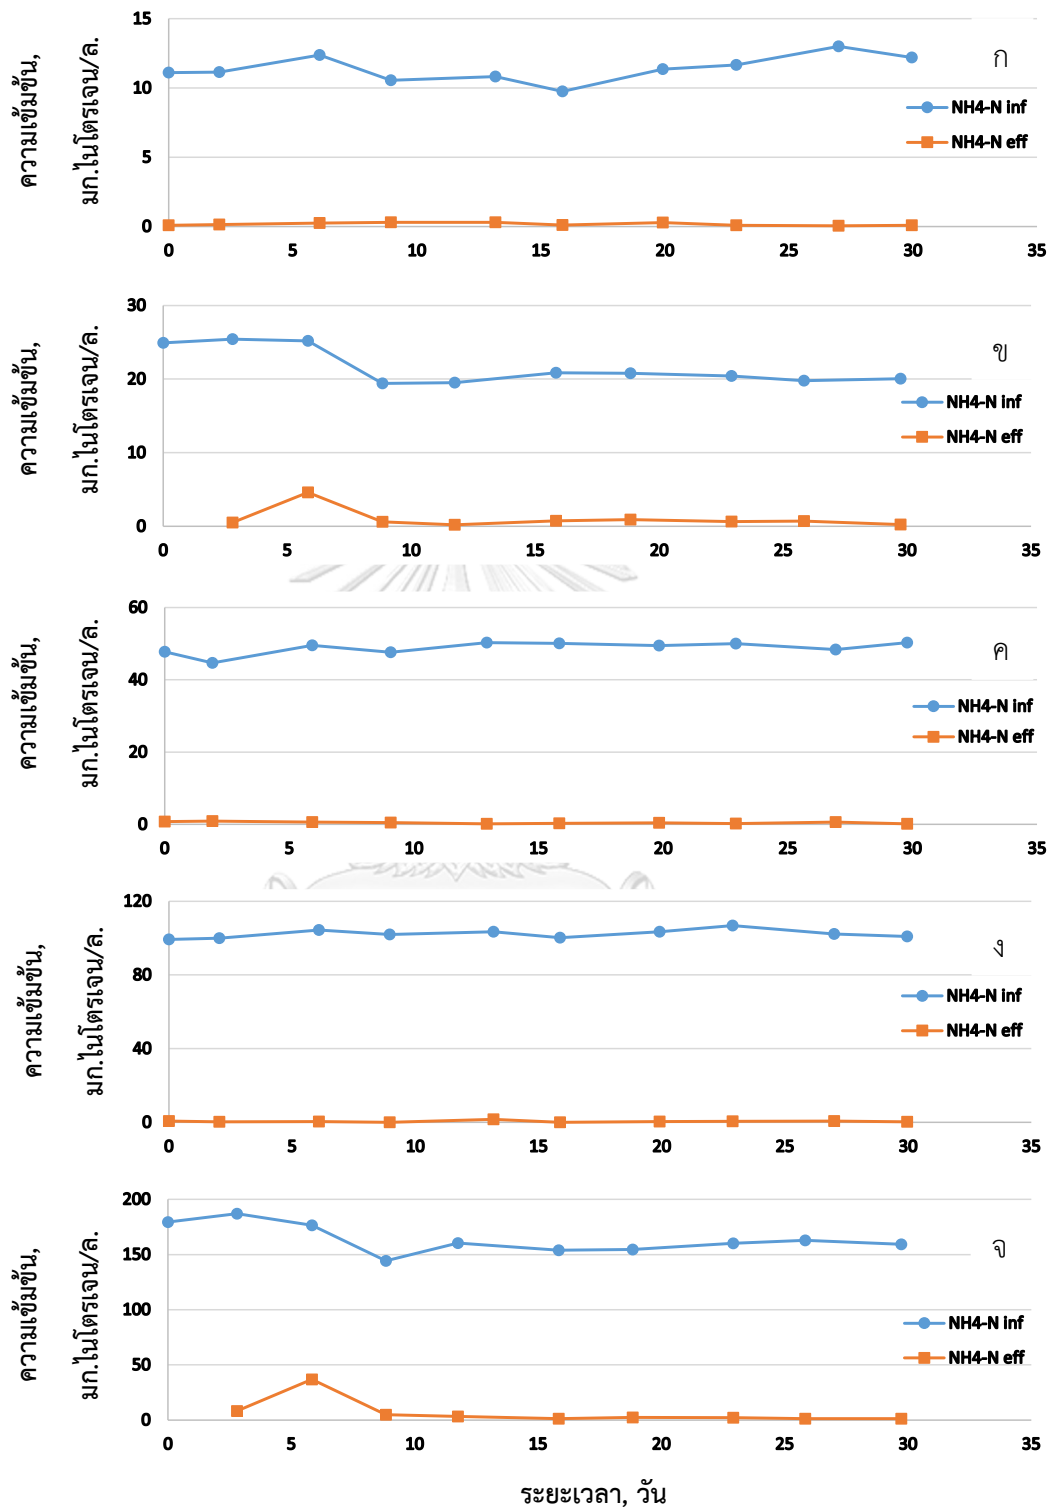 ความเข้มข้น,
มก.ไนโตรเจน/ล.
15
10
5
0
0 5 10 15 20 25 30 35
ก
NH4-N inf
NH4-N eff
ความเข้มข้น,
มก.ไนโตรเจน/ล.
30
20
10
0
0 5 10 15 20 25 30 35
ข
NH4-N inf
NH4-N eff
ความเข้มข้น,
มก.ไนโตรเจน/ล.
60
40
20
0
0 5 10 15 20 25 30 35
ค
NH4-N inf
NH4-N eff
ความเข้มข้น,
มก.ไนโตรเจน/ล.
120
80
40
0
0 5 10 15 20 25 30 35
ง
NH4-N inf
NH4-N eff
ความเข้มข้น,
มก.ไนโตรเจน/ล.
200
150
100
50
0
0 5 10 15 20 25 30 35
จ
NH4-N inf
NH4-N eff
ระยะเวลา, วัน